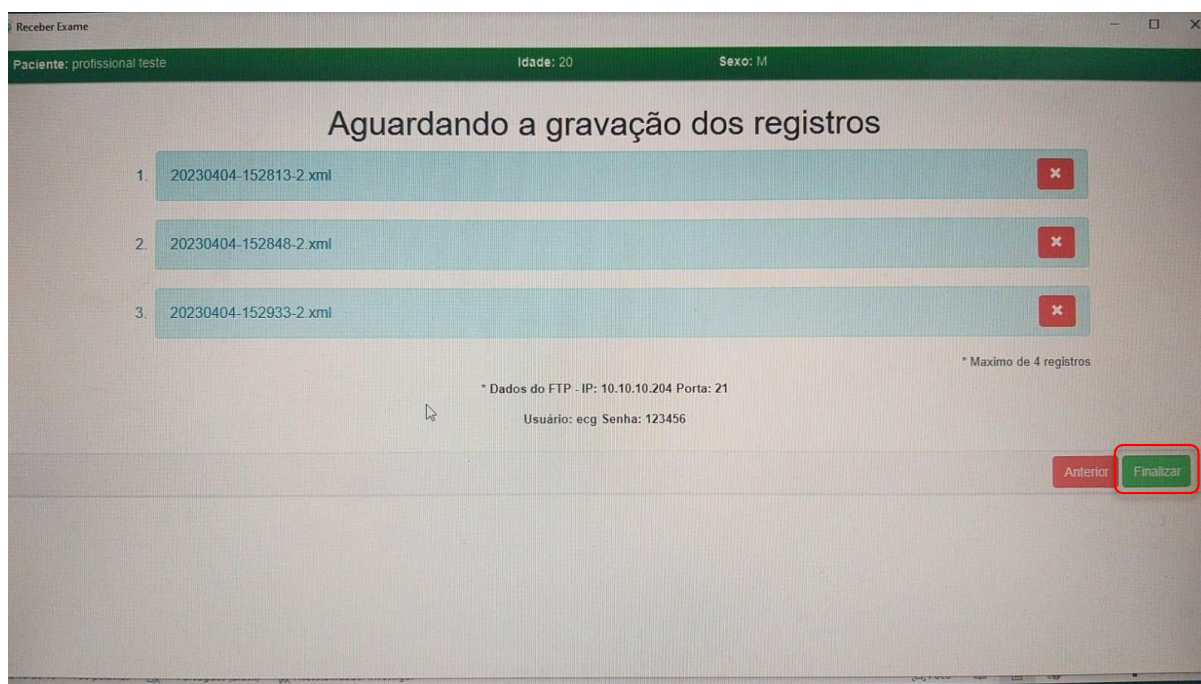 Receber Exame
Paciente: profissional teste Idade: 20 Sexo: M
Aguardando a gravação dos registros
1. 20230404-152813-2.xml
2. 20230404-152848-2.xml
3. 20230404-152933-2.xml
* Maximo de 4 registros
* Dados do FTP - IP: 10.10.10.204 Porta: 21
Usuário: ecg Senha: 123456
Anterior Finalizar